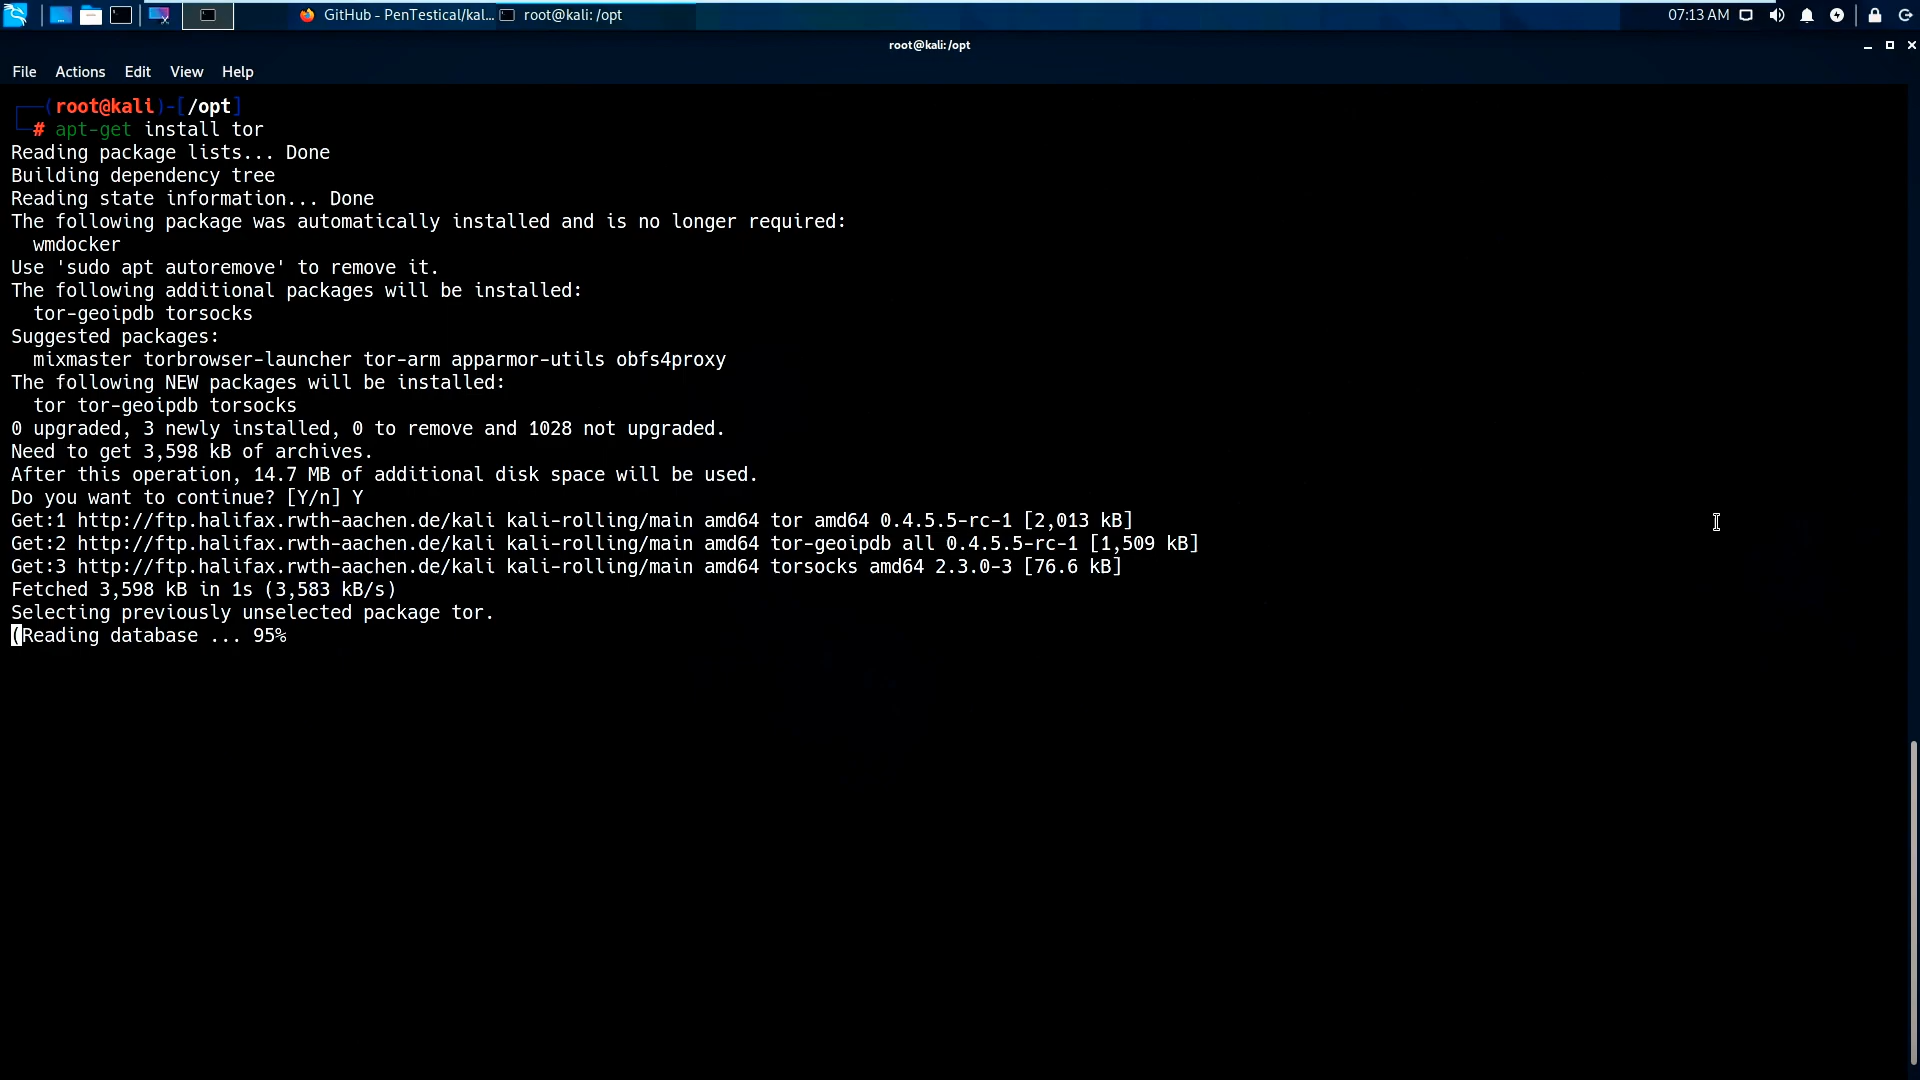 GitHub - PenTestical/kal...
root@kali: /opt
07:13 AM
root@kali:/opt
File Actions Edit View Help
┌──(root@kali)-[/opt]
└─# apt-get install tor
Reading package lists... Done
Building dependency tree
Reading state information... Done
The following package was automatically installed and is no longer required:
  wmdocker
Use 'sudo apt autoremove' to remove it.
The following additional packages will be installed:
  tor-geoipdb torsocks
Suggested packages:
  mixmaster torbrowser-launcher tor-arm apparmor-utils obfs4proxy
The following NEW packages will be installed:
  tor tor-geoipdb torsocks
0 upgraded, 3 newly installed, 0 to remove and 1028 not upgraded.
Need to get 3,598 kB of archives.
After this operation, 14.7 MB of additional disk space will be used.
Do you want to continue? [Y/n] Y
Get:1 http://ftp.halifax.rwth-aachen.de/kali kali-rolling/main amd64 tor amd64 0.4.5.5-rc-1 [2,013 kB]
Get:2 http://ftp.halifax.rwth-aachen.de/kali kali-rolling/main amd64 tor-geoipdb all 0.4.5.5-rc-1 [1,509 kB]
Get:3 http://ftp.halifax.rwth-aachen.de/kali kali-rolling/main amd64 torsocks amd64 2.3.0-3 [76.6 kB]
Fetched 3,598 kB in 1s (3,583 kB/s)
Selecting previously unselected package tor.
(Reading database ... 95%